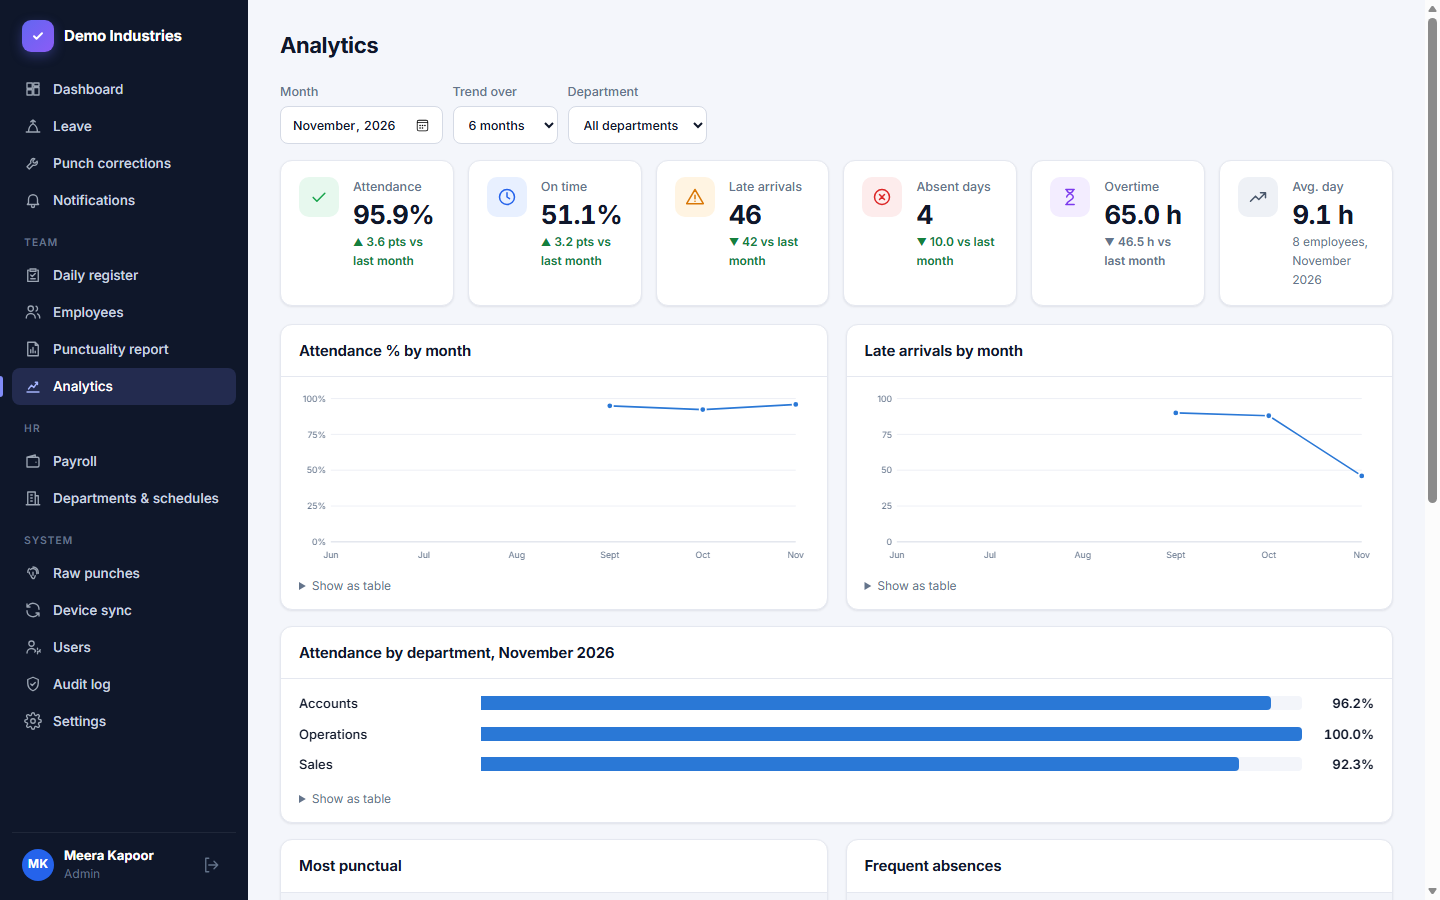 Demo Industries
Dashboard
Leave
Punch corrections
Notifications
TEAM
Daily register
Employees
Punctuality report
Analytics
HR
Payroll
Departments & schedules
SYSTEM
Raw punches
Device sync
Users
Audit log
Settings
MK
Meera Kapoor
Admin
Analytics
Month
Trend over
Department
November, 2026
6 months
All departments
Attendance
95.9%
▲ 3.6 pts vs
last month
On time
51.1%
▲ 3.2 pts vs
last month
Late arrivals
46
▼ 42 vs last
month
Absent days
4
▼ 10.0 vs last
month
Overtime
65.0 h
▼ 46.5 h vs
last month
Avg. day
9.1 h
8 employees,
November
2026
Attendance % by month
100%
75%
50%
25%
0%
Jun Jul Aug Sept Oct Nov
▶ Show as table
Late arrivals by month
100
75
50
25
0
Jun Jul Aug Sept Oct Nov
▶ Show as table
Attendance by department, November 2026
Accounts 96.2%
Operations 100.0%
Sales 92.3%
▶ Show as table
Most punctual
Frequent absences